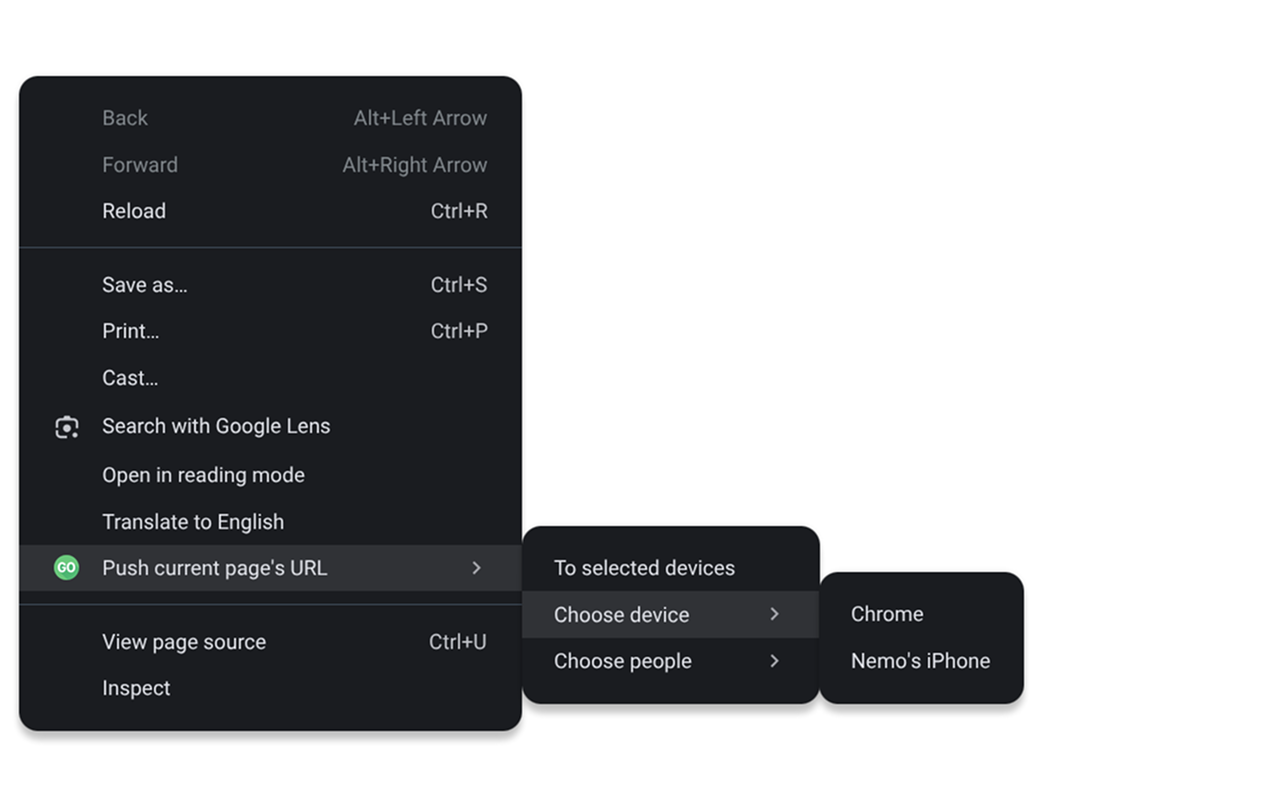 Back Alt+Left Arrow
Forward Alt+Right Arrow
Reload Ctrl+R
Save as… Ctrl+S
Print… Ctrl+P
Cast…
Search with Google Lens
Open in reading mode
Translate to English
GO Push current page's URL
View page source Ctrl+U
Inspect
To selected devices
Choose device
Choose people
Chrome
Nemo's iPhone